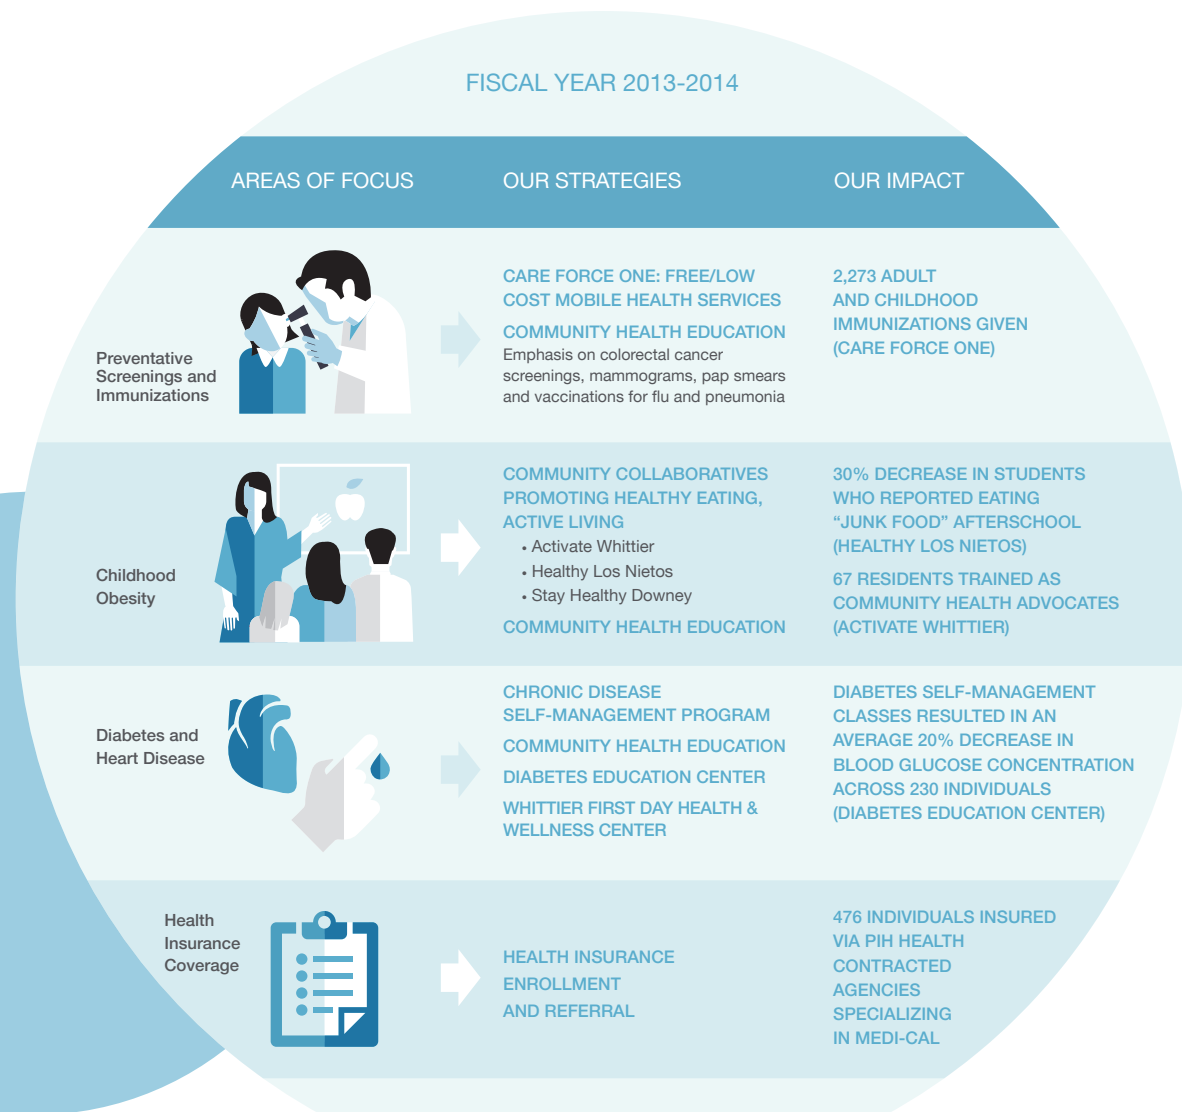 FISCAL YEAR 2013-2014
AREAS OF FOCUS
OUR STRATEGIES
OUR IMPACT
Preventative
Screenings and
Immunizations
CARE FORCE ONE: FREE/LOW
COST MOBILE HEALTH SERVICES
COMMUNITY HEALTH EDUCATION
Emphasis on colorectal cancer
screenings, mammograms, pap smears
and vaccinations for flu and pneumonia
2,273 ADULT
AND CHILDHOOD
IMMUNIZATIONS GIVEN
(CARE FORCE ONE)
Childhood
Obesity
COMMUNITY COLLABORATIVES
PROMOTING HEALTHY EATING,
ACTIVE LIVING
• Activate Whittier
• Healthy Los Nietos
• Stay Healthy Downey
COMMUNITY HEALTH EDUCATION
30% DECREASE IN STUDENTS
WHO REPORTED EATING
“JUNK FOOD” AFTERSCHOOL
(HEALTHY LOS NIETOS)
67 RESIDENTS TRAINED AS
COMMUNITY HEALTH ADVOCATES
(ACTIVATE WHITTIER)
Diabetes and
Heart Disease
CHRONIC DISEASE
SELF-MANAGEMENT PROGRAM
COMMUNITY HEALTH EDUCATION
DIABETES EDUCATION CENTER
WHITTIER FIRST DAY HEALTH &
WELLNESS CENTER
DIABETES SELF-MANAGEMENT
CLASSES RESULTED IN AN
AVERAGE 20% DECREASE IN
BLOOD GLUCOSE CONCENTRATION
ACROSS 230 INDIVIDUALS
(DIABETES EDUCATION CENTER)
Health
Insurance
Coverage
HEALTH INSURANCE
ENROLLMENT
AND REFERRAL
476 INDIVIDUALS INSURED
VIA PIH HEALTH
CONTRACTED
AGENCIES
SPECIALIZING
IN MEDI-CAL